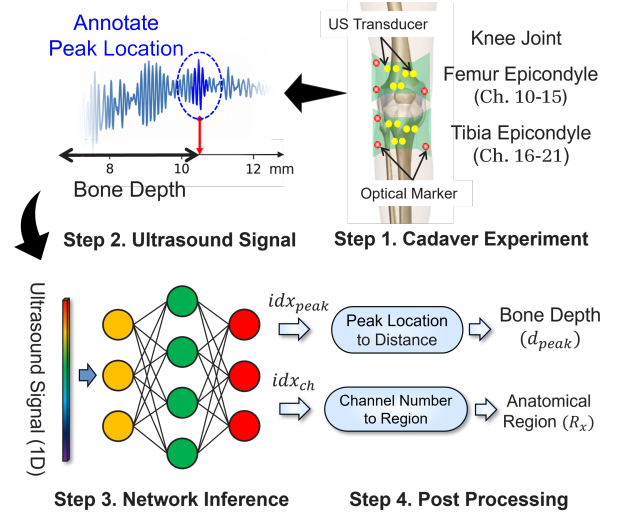 Annotate
Peak Location
8
10
12
mm
Bone Depth
Step 2. Ultrasound Signal
US Transducer
Knee Joint
Femur Epicondyle
(Ch. 10-15)
Tibia Epicondyle
(Ch. 16-21)
Optical Marker
Step 1. Cadaver Experiment
Ultrasound Signal (1D)
idx_peak
Peak Location
to Distance
Bone Depth
(d_peak)
idx_ch
Channel Number
to Region
Anatomical
Region (R_x)
Step 3. Network Inference
Step 4. Post Processing